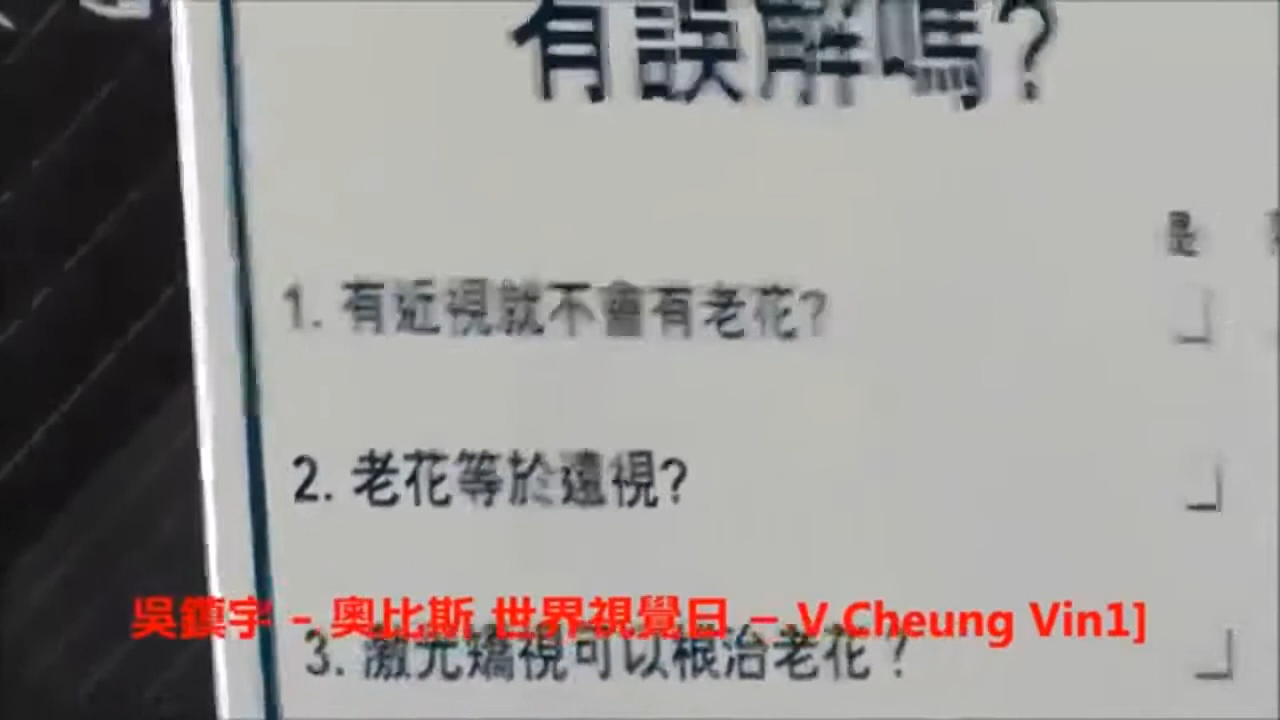 有誤解嗎?
是
1. 有近視就不會有老花?
2. 老花等於遠視?
吳鎮宇 - 奧比斯 世界視覺日 – V Cheung Vin1]
3. 激光矯視可以根治老花?